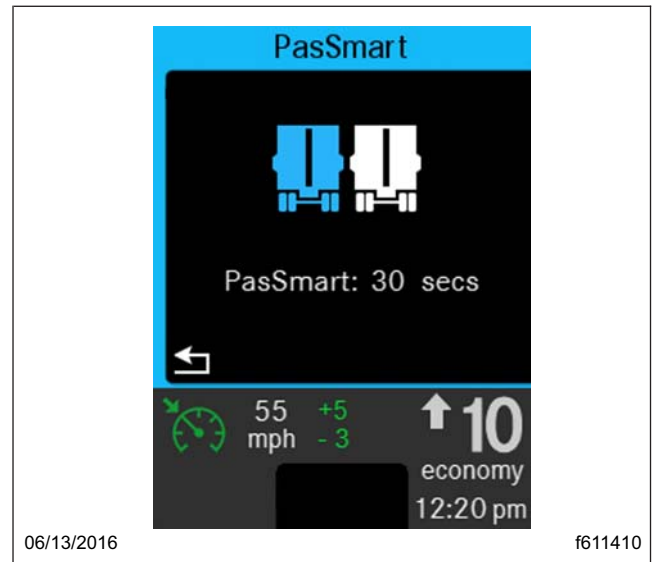 PasSmart
PasSmart: 30 secs
55 +5 10
mph - 3
economy
12:20 pm
06/13/2016 f611410